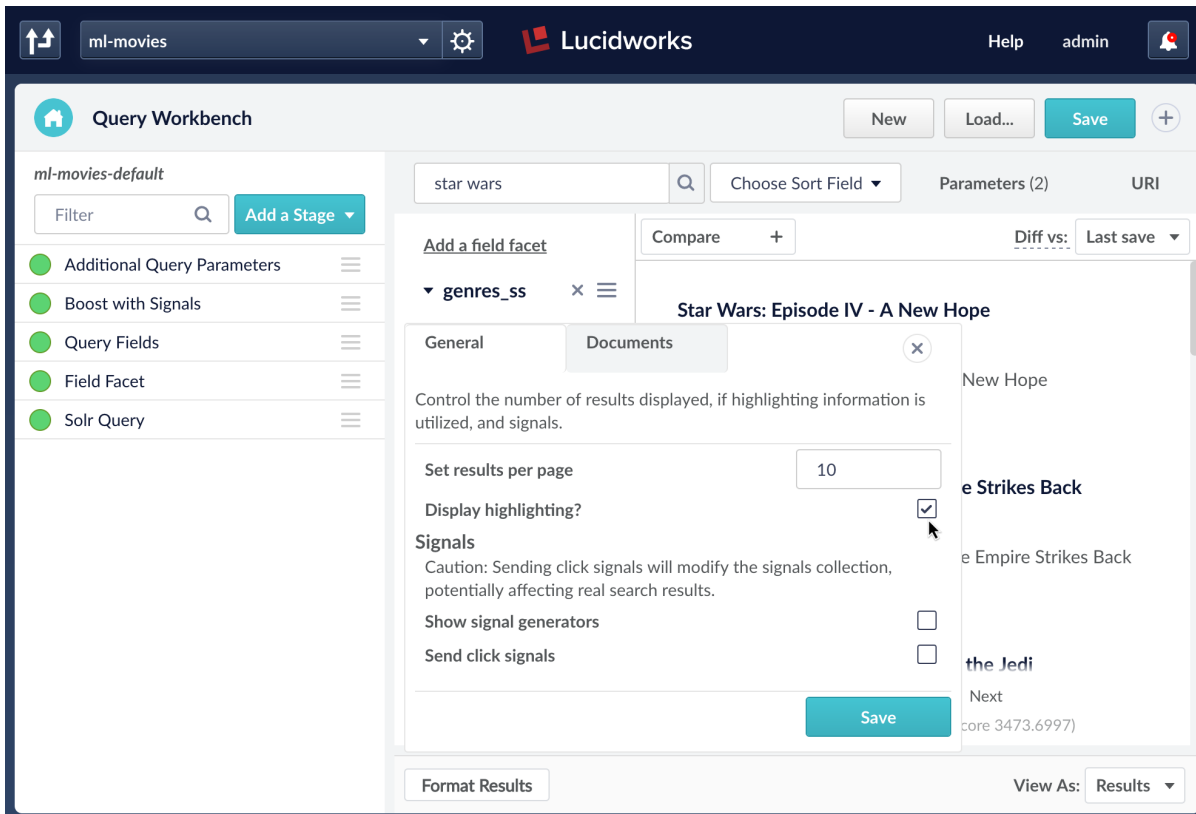 ml-movies
Lucidworks
Help
admin
Query Workbench
New
Load...
Save
ml-movies-default
Filter
Add a Stage
Additional Query Parameters
Boost with Signals
Query Fields
Field Facet
Solr Query
star wars
Choose Sort Field
Parameters (2)
URI
Add a field facet
genres_ss
Compare
Diff vs:
Last save
Star Wars: Episode IV - A New Hope
New Hope
e Strikes Back
e Empire Strikes Back
the Jedi
Next
core 3473.6997)
General
Documents
Control the number of results displayed, if highlighting information is
utilized, and signals.
Set results per page
10
Display highlighting?
Signals
Caution: Sending click signals will modify the signals collection,
potentially affecting real search results.
Show signal generators
Send click signals
Save
Format Results
View As:
Results